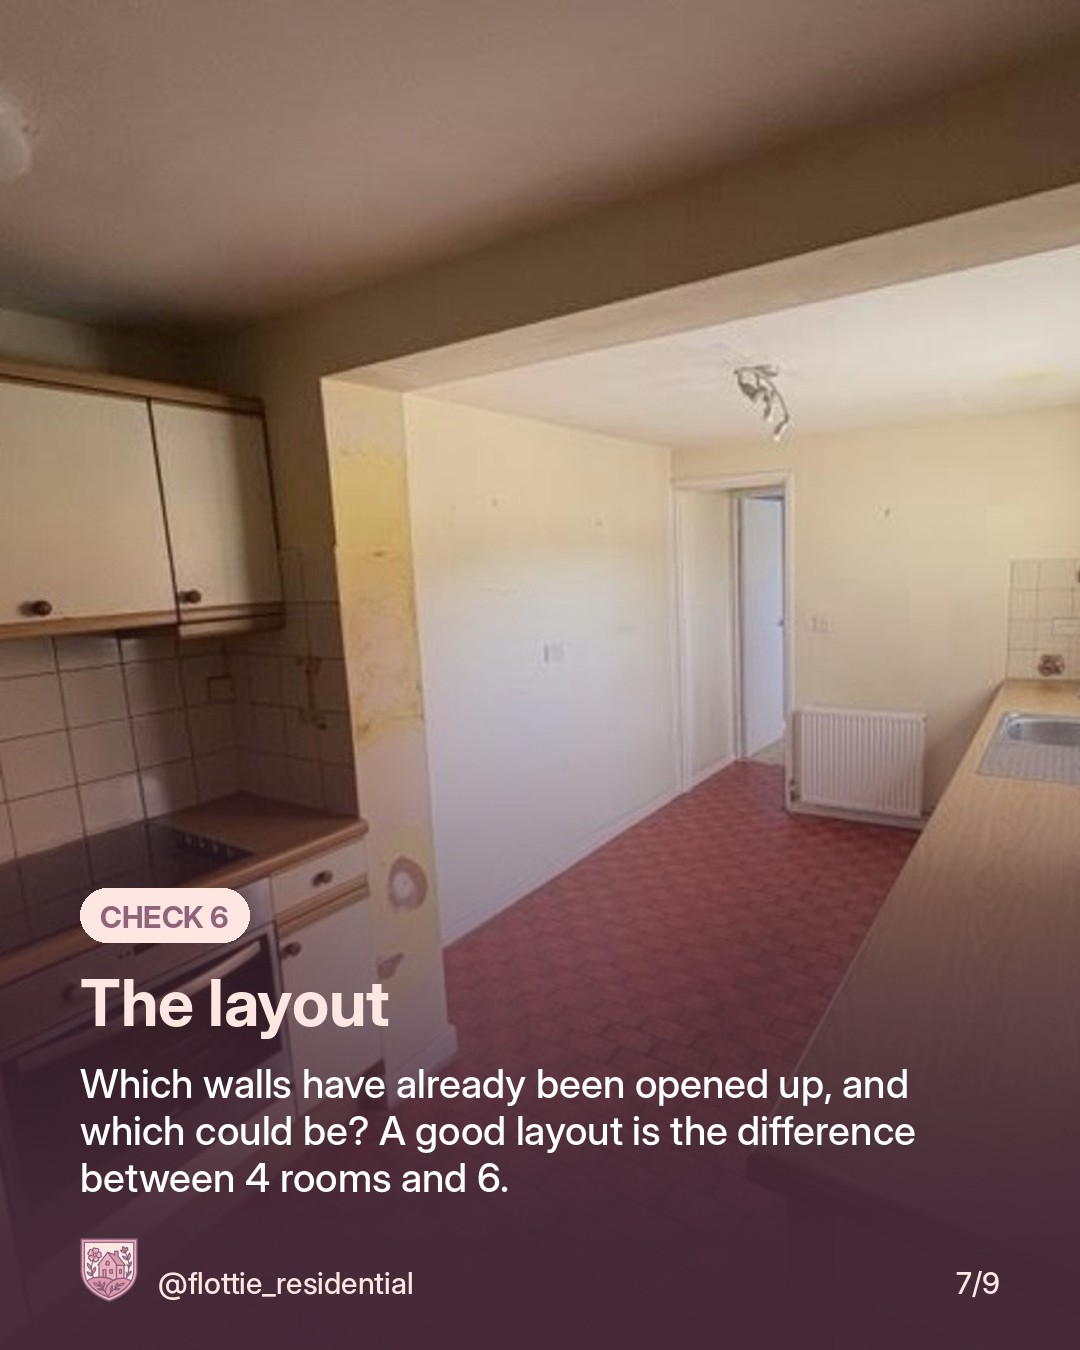 CHECK 6
The layout
Which walls have already been opened up, and
which could be? A good layout is the difference
between 4 rooms and 6.
@flottie_residential
7/9